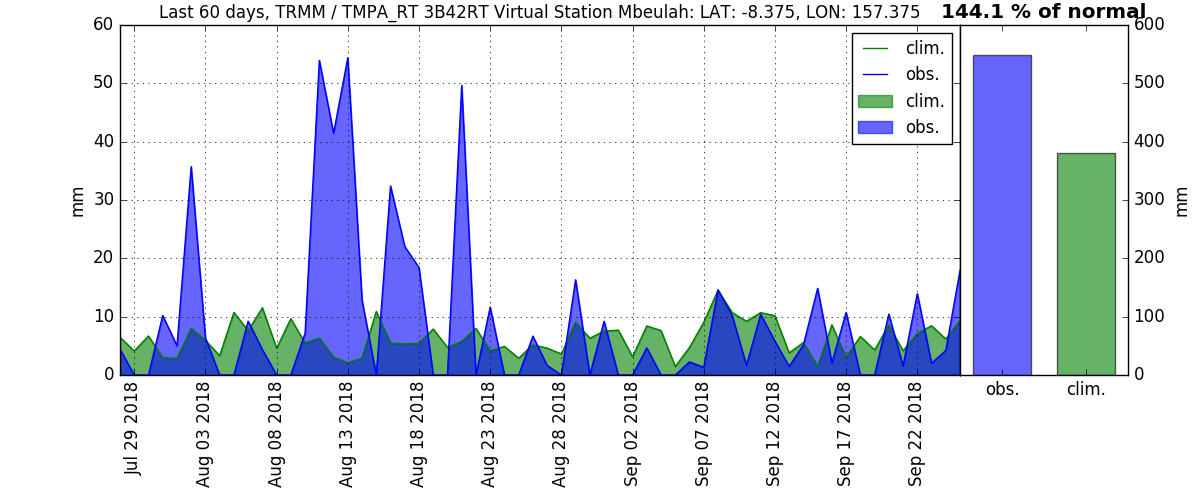 Last 60 days, TRMM / TMPA_RT 3B42RT Virtual Station Mbeulah: LAT: -8.375, LON: 157.375
144.1 % of normal
60
50
40
30
20
10
0
mm
clim.
obs.
clim.
obs.
Jul 29 2018
Aug 03 2018
Aug 08 2018
Aug 13 2018
Aug 18 2018
Aug 23 2018
Aug 28 2018
Sep 02 2018
Sep 07 2018
Sep 12 2018
Sep 17 2018
Sep 22 2018
600
500
400
300
200
100
0
mm
obs.
clim.